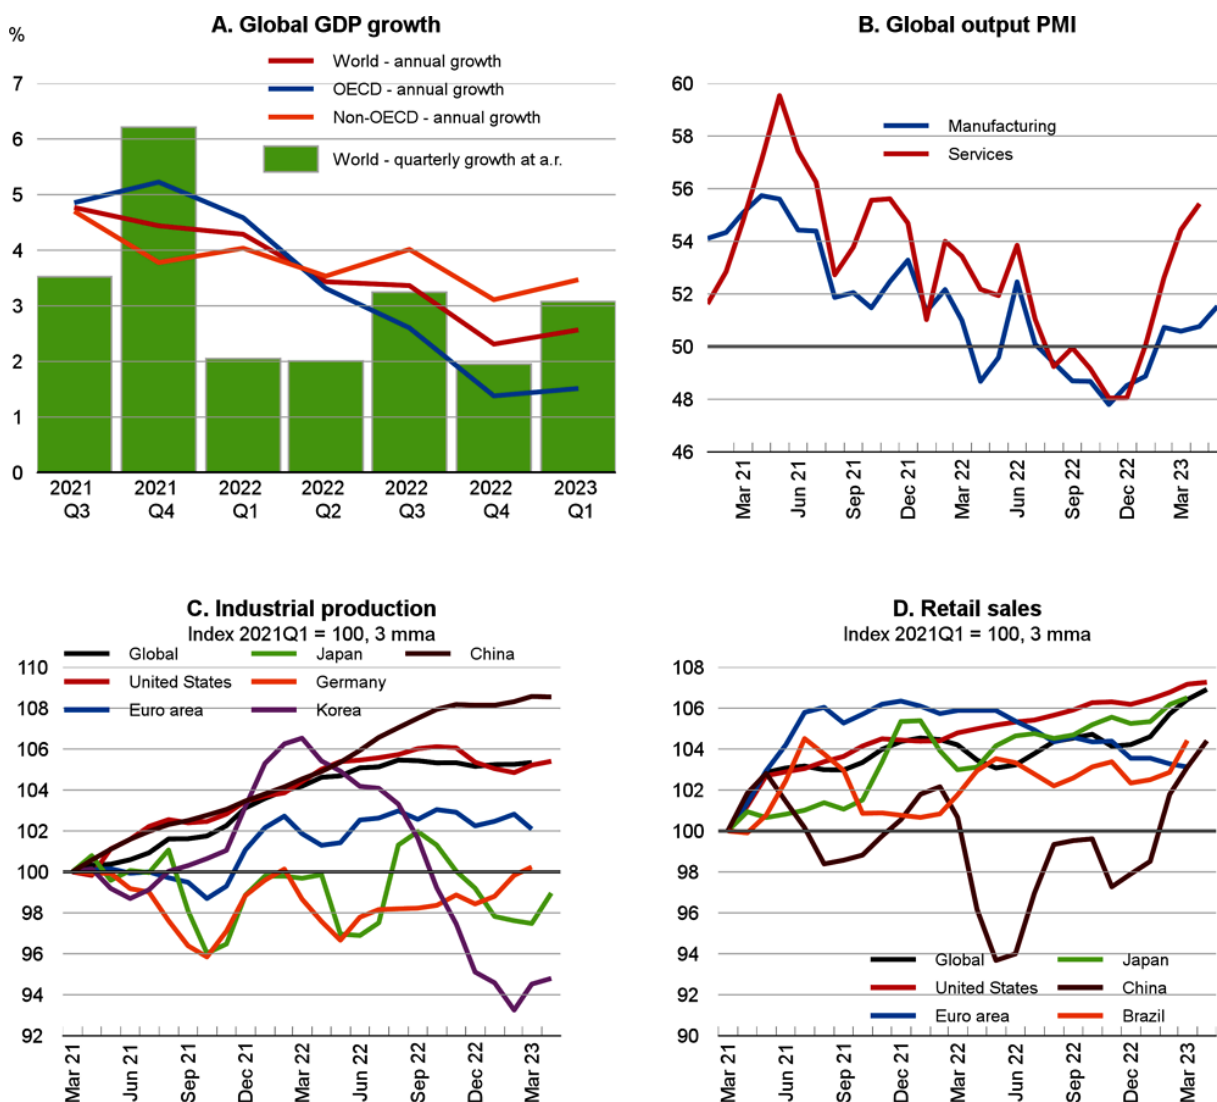 A. Global GDP growth
%
World - annual growth
OECD - annual growth
Non-OECD - annual growth
World - quarterly growth at a.r.
7
6
5
4
3
2
1
0
2021 Q3
2021 Q4
2022 Q1
2022 Q2
2022 Q3
2022 Q4
2023 Q1
B. Global output PMI
Manufacturing
Services
60
58
56
54
52
50
48
46
Mar 21
Jun 21
Sep 21
Dec 21
Mar 22
Jun 22
Sep 22
Dec 22
Mar 23
C. Industrial production
Index 2021Q1 = 100, 3 mma
Global
Japan
China
United States
Germany
Euro area
Korea
110
108
106
104
102
100
98
96
94
92
Mar 21
Jun 21
Sep 21
Dec 21
Mar 22
Jun 22
Sep 22
Dec 22
Mar 23
D. Retail sales
Index 2021Q1 = 100, 3 mma
108
106
104
102
100
98
96
94
92
90
Global
Japan
United States
China
Euro area
Brazil
Mar 21
Jun 21
Sep 21
Dec 21
Mar 22
Jun 22
Sep 22
Dec 22
Mar 23